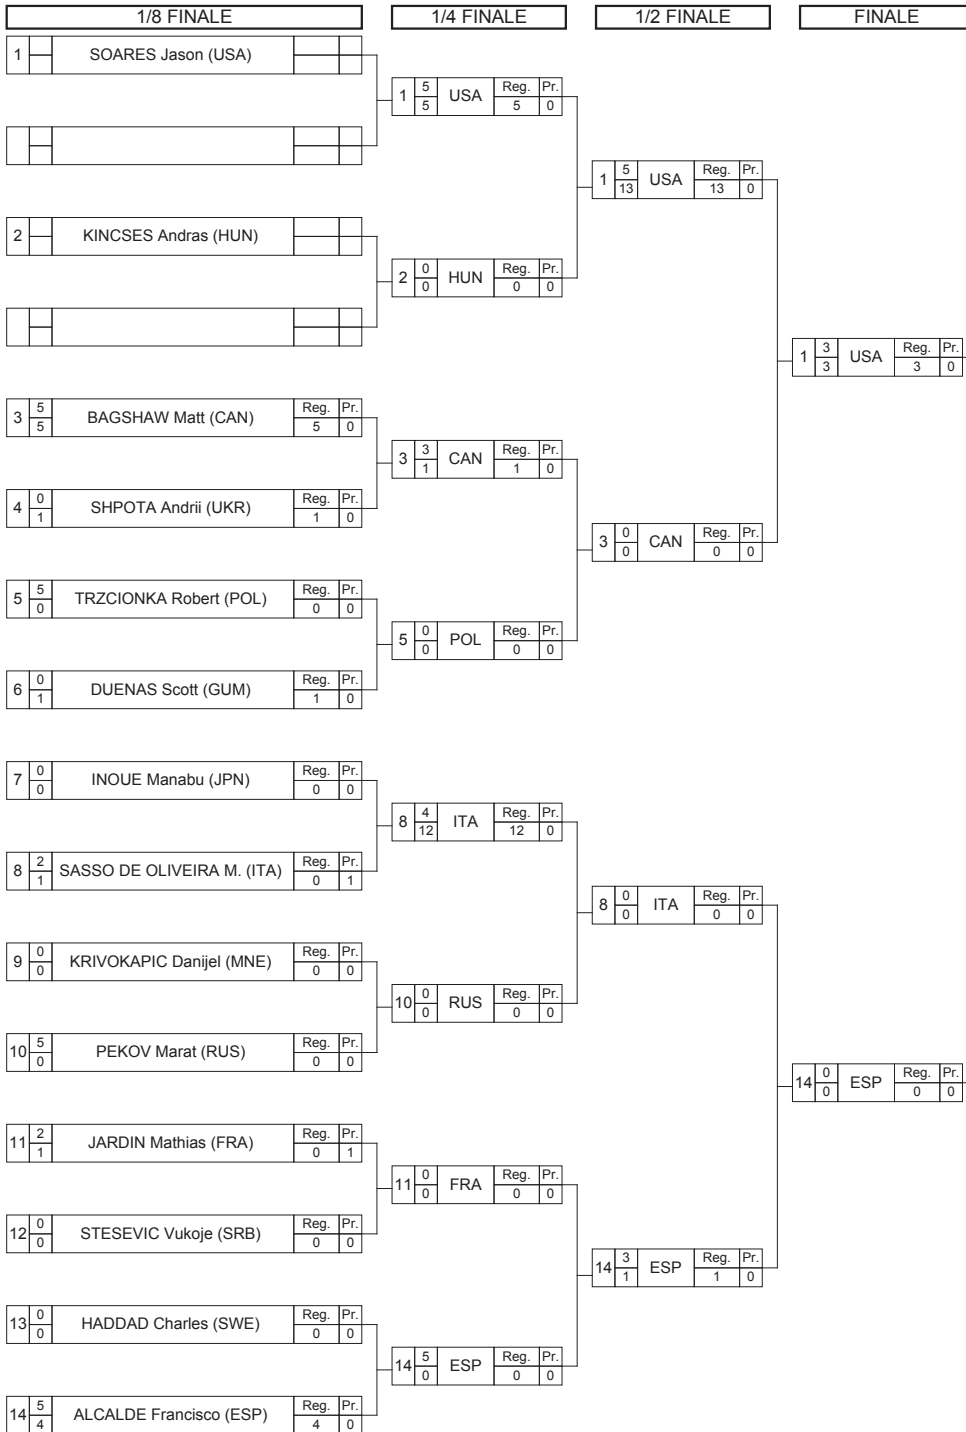 1/8 FINALE 1/4 FINALE 1/2 FINALE FINALE
1 SOARES Jason (USA)
1 5 5 USA Reg. 5 Pr. 0
1 5 13 USA Reg. 13 Pr. 0
2 KINCSES Andras (HUN)
2 0 0 HUN Reg. 0 Pr. 0
1 3 3 USA Reg. 3 Pr. 0
3 5 5 BAGSHAW Matt (CAN) Reg. 5 Pr. 0
3 3 1 CAN Reg. 1 Pr. 0
4 0 1 SHPOTA Andrii (UKR) Reg. 1 Pr. 0
3 0 0 CAN Reg. 0 Pr. 0
5 5 0 TRZCIONKA Robert (POL) Reg. 0 Pr. 0
5 0 0 POL Reg. 0 Pr. 0
6 0 1 DUENAS Scott (GUM) Reg. 1 Pr. 0
7 0 0 INOUE Manabu (JPN) Reg. 0 Pr. 0
8 4 12 ITA Reg. 12 Pr. 0
8 2 1 SASSO DE OLIVEIRA M. (ITA) Reg. 0 Pr. 1
8 0 0 ITA Reg. 0 Pr. 0
9 0 0 KRIVOKAPIC Danijel (MNE) Reg. 0 Pr. 0
10 0 0 RUS Reg. 0 Pr. 0
10 5 0 PEKOV Marat (RUS) Reg. 0 Pr. 0
14 0 0 ESP Reg. 0 Pr. 0
11 2 1 JARDIN Mathias (FRA) Reg. 0 Pr. 1
11 0 0 FRA Reg. 0 Pr. 0
12 0 0 STESEVIC Vukoje (SRB) Reg. 0 Pr. 0
14 3 1 ESP Reg. 1 Pr. 0
13 0 0 HADDAD Charles (SWE) Reg. 0 Pr. 0
14 5 0 ESP Reg. 0 Pr. 0
14 5 4 ALCALDE Francisco (ESP) Reg. 4 Pr. 0